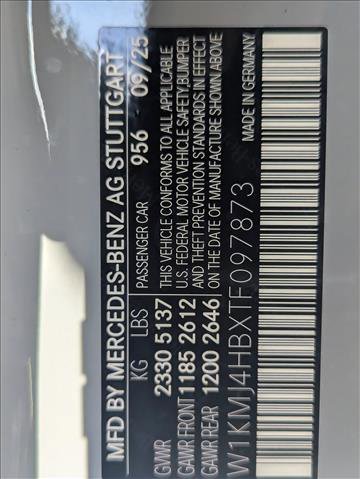 MFD BY MERCEDES-BENZ AG STUTTGART
956 09/25
KG LBS
PASSENGER CAR
GVWR 2330 5137
THIS VEHICLE CONFORMS TO ALL APPLICABLE
GAWR FRONT 1185 2612
U.S. FEDERAL MOTOR VEHICLE SAFETY,BUMPER
AND THEFT PREVENTION STANDARDS IN EFFECT
GAWR REAR 1200 2646
ON THE DATE OF MANUFACTURE SHOWN ABOVE
MADE IN GERMANY
W1KMJ4HBXTF097873